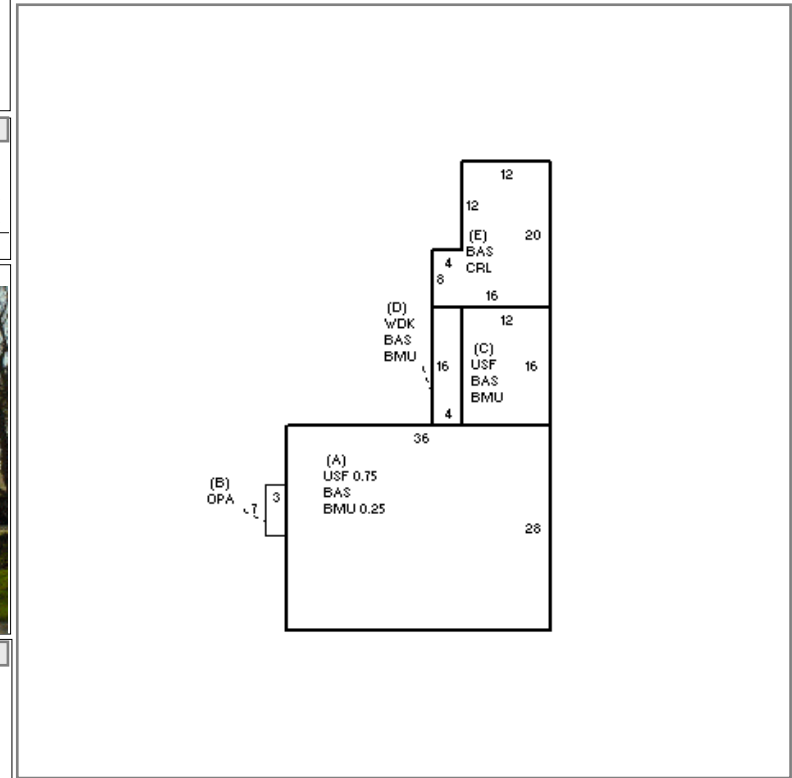 12
12
(E)
BAS
CRL
20
4
8
16
(D)
WDK
BAS
BMU
16
4
12
(C)
USF
BAS
BMU
16
36
(A)
USF 0.75
BAS
BMU 0.25
28
(B)
OPA
7
3